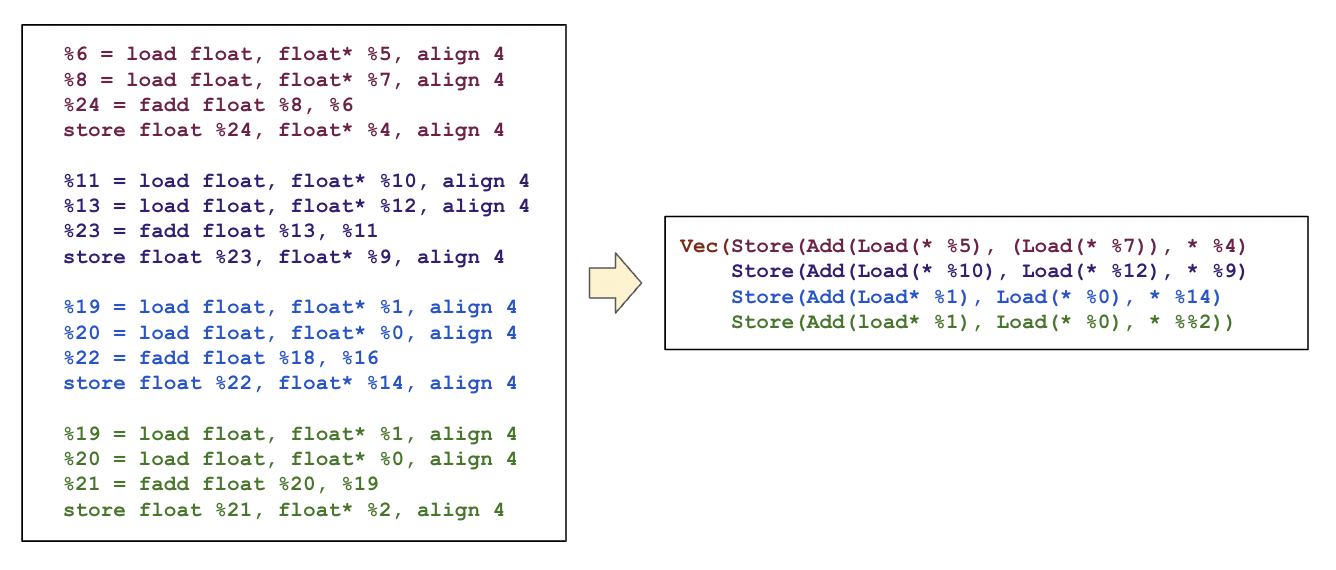 %6 = load float, float* %5, align 4
%8 = load float, float* %7, align 4
%24 = fadd float %8, %6
store float %24, float* %4, align 4
%11 = load float, float* %10, align 4
%13 = load float, float* %12, align 4
%23 = fadd float %13, %11
store float %23, float* %9, align 4
%19 = load float, float* %1, align 4
%20 = load float, float* %0, align 4
%22 = fadd float %18, %16
store float %22, float* %14, align 4
%19 = load float, float* %1, align 4
%20 = load float, float* %0, align 4
%21 = fadd float %20, %19
store float %21, float* %2, align 4
Vec(Store(Add(Load(* %5), (Load(* %7)), * %4)
Store(Add(Load(* %10), Load(* %12), * %9)
Store(Add(Load* %1), Load(* %0), * %14)
Store(Add(load* %1), Load(* %0), * %%2))